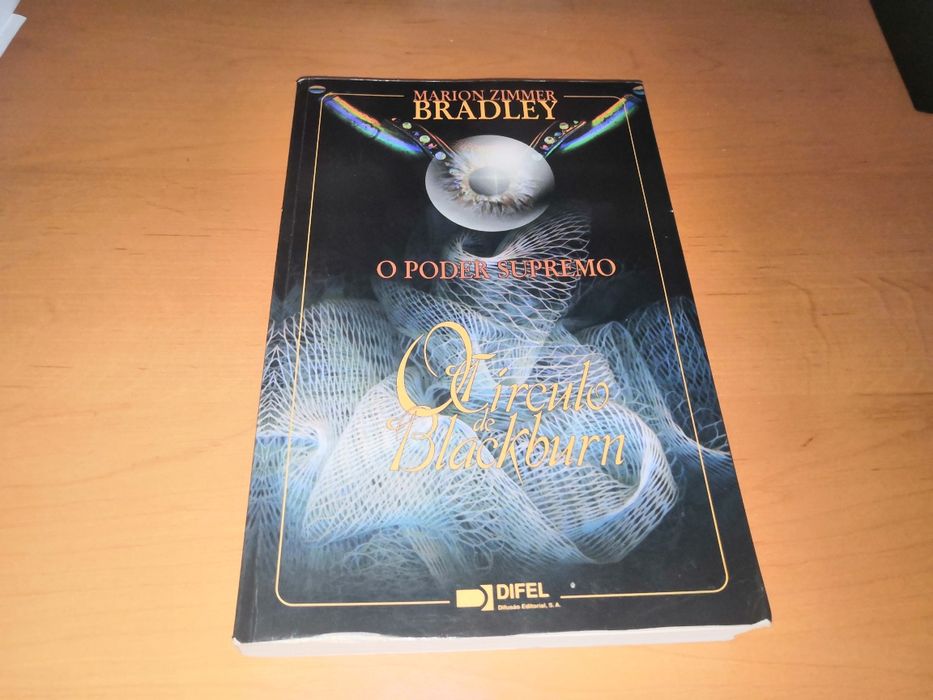 MARION ZIMMER
BRADLEY
O PODER SUPREMO
O Círculo
de
Blackburn
DIFEL
Difusão Editorial, S.A.